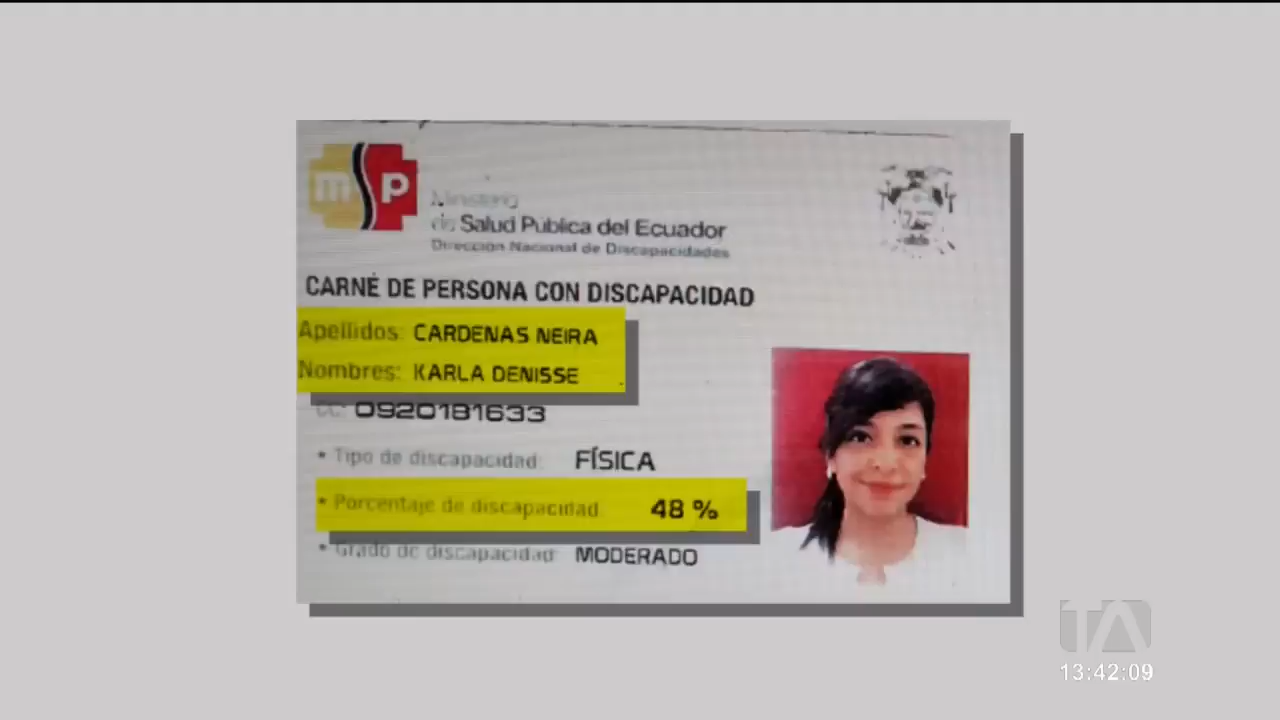 msp
Ministerio
de Salud Pública del Ecuador
Dirección Nacional de Discapacidades
CARNÉ DE PERSONA CON DISCAPACIDAD
Apellidos: CARDENAS NEIRA
Nombres: KARLA DENISSE
CC: 0920181633
• Tipo de discapacidad: FÍSICA
• Porcentaje de discapacidad: 48 %
• Grado de discapacidad: MODERADO
TA
13:42:09